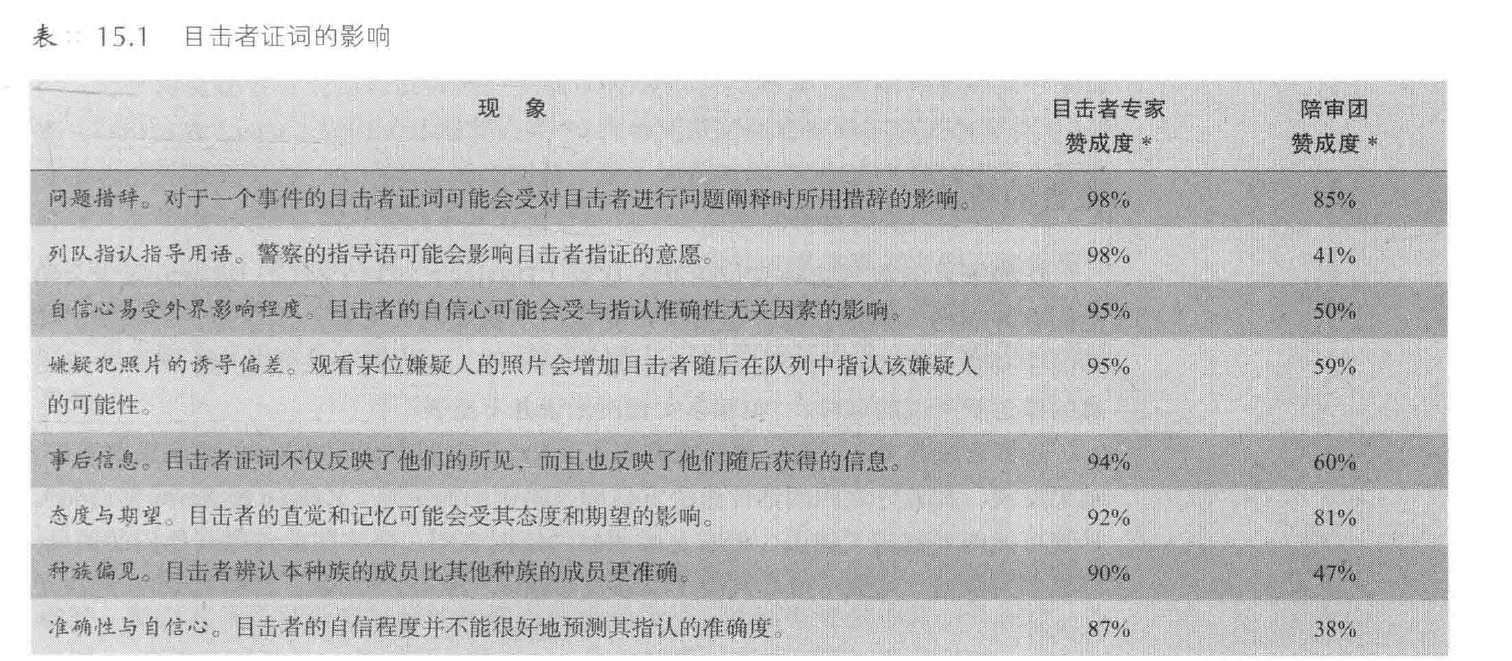 表 :: 15.1 目击者证词的影响
现 象 目击者专家 陪审团
赞成度* 赞成度*
问题措辞。对于一个事件的目击者证词可能会受对目击者进行问题阐释时所用措辞的影响。 98% 85%
列队指认指导用语。警察的指导语可能会影响目击者指证的意愿。 98% 41%
自信心易受外界影响程度。目击者的自信心可能会受与指认准确性无关因素的影响。 95% 50%
嫌疑犯照片的诱导偏差。观看某位嫌疑人的照片会增加目击者随后在队列中指认该嫌疑人 95% 59%
的可能性。
事后信息。目击者证词不仅反映了他们的所见，而且也反映了他们随后获得的信息。 94% 60%
态度与期望。目击者的直觉和记忆可能会受其态度和期望的影响。 92% 81%
种族偏见。目击者辨认本种族的成员比其他种族的成员更准确。 90% 47%
准确性与自信心。目击者的自信程度并不能很好地预测其指认的准确度。 87% 38%